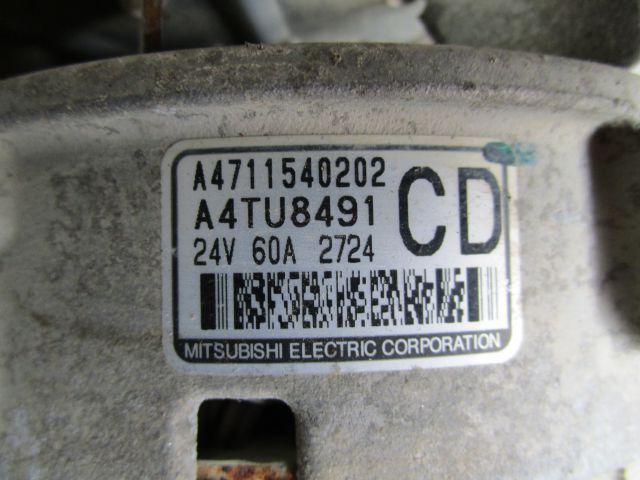 A4711540202
A4TU8491 CD
24V 60A 2724
MITSUBISHI ELECTRIC CORPORATION